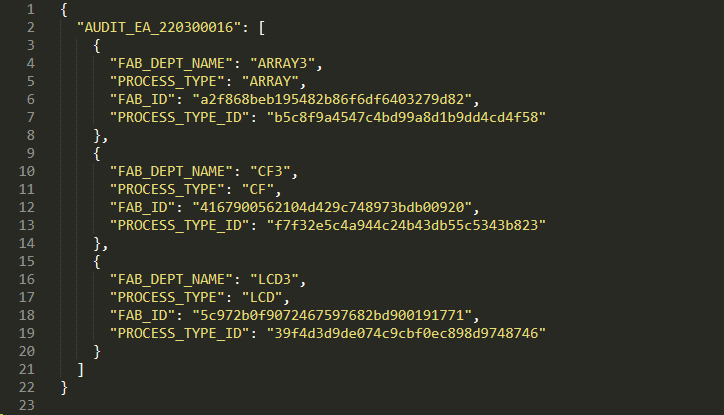 1 {
2 "AUDIT_EA_220300016": [
3 {
4 "FAB_DEPT_NAME": "ARRAY3",
5 "PROCESS_TYPE": "ARRAY",
6 "FAB_ID": "a2f868beb195482b86f6df6403279d82",
7 "PROCESS_TYPE_ID": "b5c8f9a4547c4bd99a8d1b9dd4cd4f58"
8 },
9 {
10 "FAB_DEPT_NAME": "CF3",
11 "PROCESS_TYPE": "CF",
12 "FAB_ID": "4167900562104d429c748973bdb00920",
13 "PROCESS_TYPE_ID": "f7f32e5c4a944c24b43db55c5343b823"
14 },
15 {
16 "FAB_DEPT_NAME": "LCD3",
17 "PROCESS_TYPE": "LCD",
18 "FAB_ID": "5c972b0f9072467597682bd900191771",
19 "PROCESS_TYPE_ID": "39f4d3d9de074c9cbf0ec898d9748746"
20 }
21 ]
22 }
23